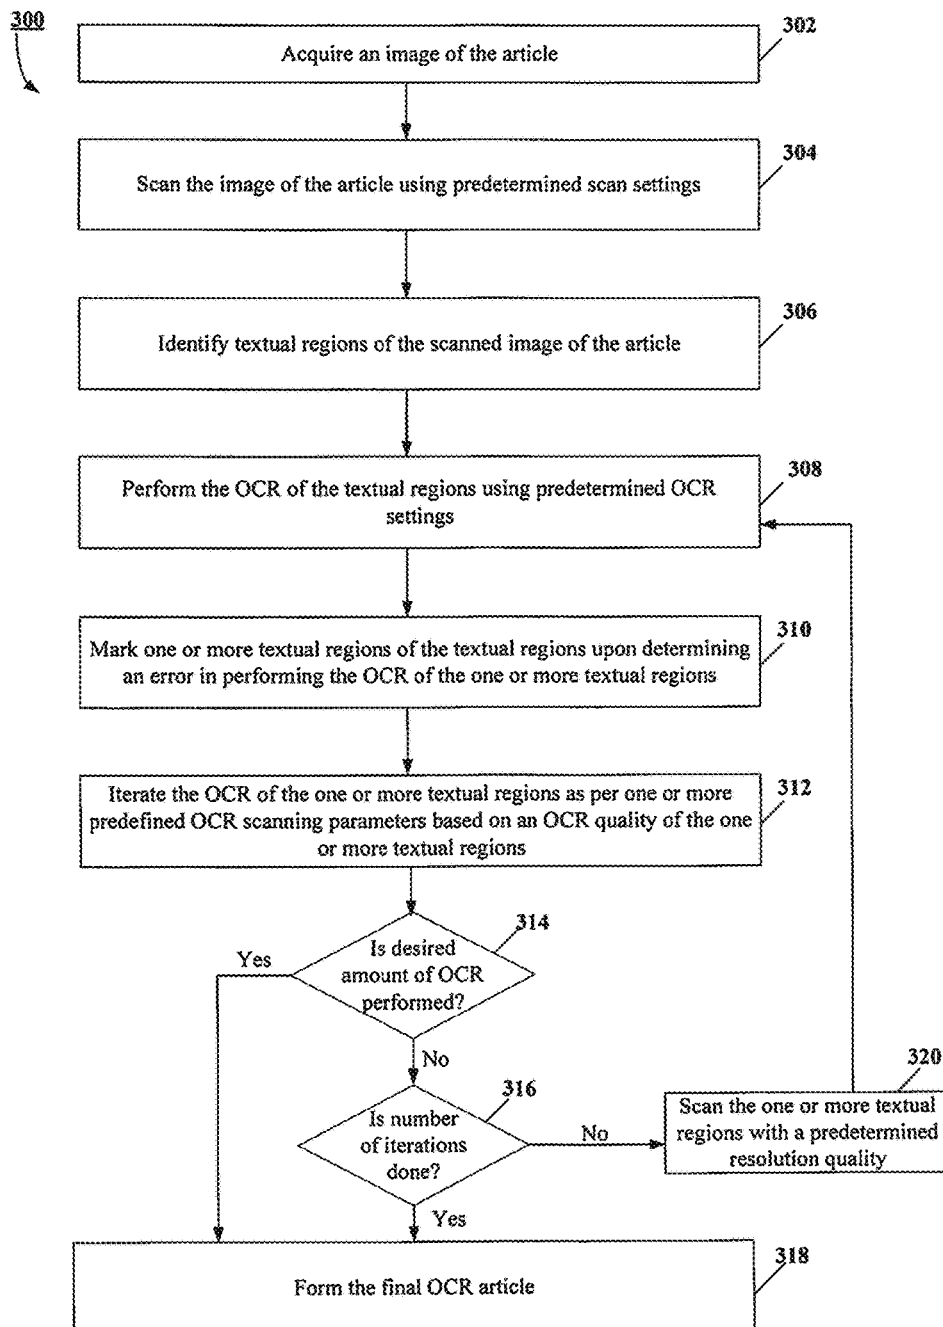 300
302
Acquire an image of the article
304
Scan the image of the article using predetermined scan settings
306
Identify textual regions of the scanned image of the article
308
Perform the OCR of the textual regions using predetermined OCR
settings
310
Mark one or more textual regions of the textual regions upon determining
an error in performing the OCR of the one or more textual regions
312
Iterate the OCR of the one or more textual regions as per one or more
predefined OCR scanning parameters based on an OCR quality of the one
or more textual regions
314
Yes
Is desired
amount of OCR
performed?
No
316
Is number
of iterations
done?
No
320
Scan the one or more textual
regions with a predetermined
resolution quality
Yes
318
Form the final OCR article